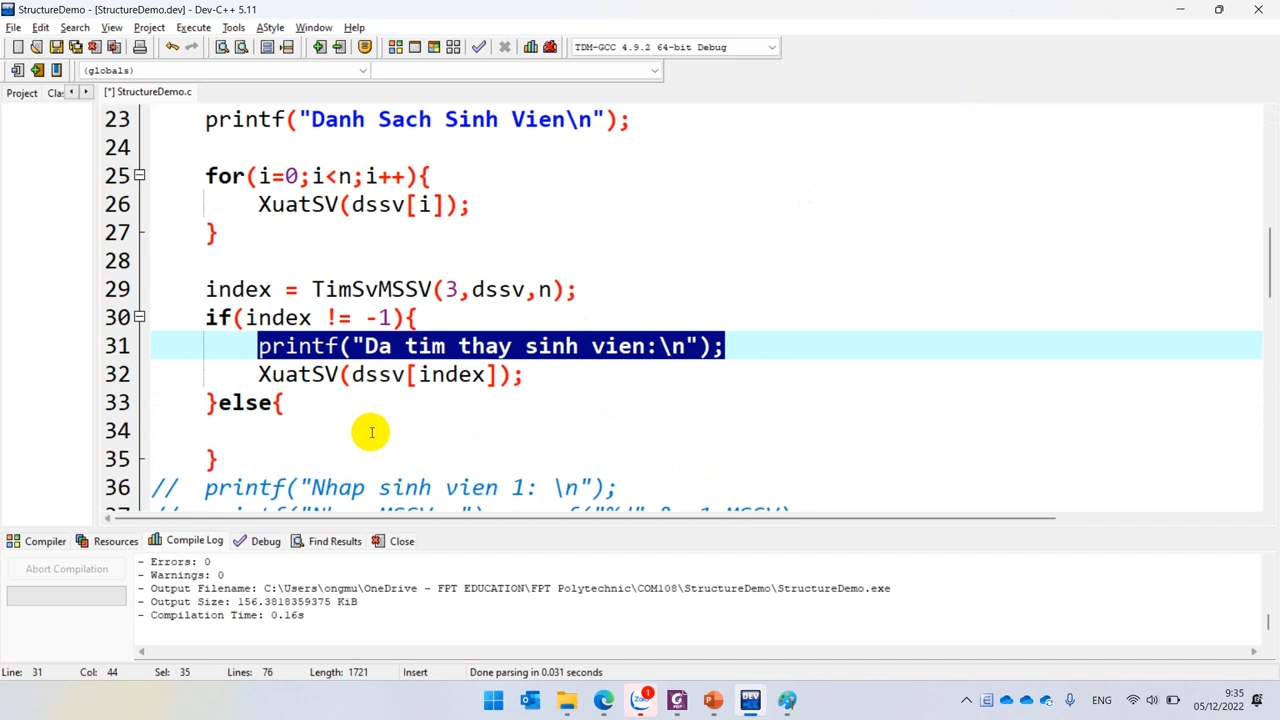 StructureDemo - [StructureDemo.dev] - Dev-C++ 5.11
File Edit Search View Project Execute Tools AStyle Window Help
TDM-GCC 4.9.2 64-bit Debug
(globals)
Project Cla: [*] StructureDemo.c
23 printf("Danh Sach Sinh Vien\n");
24
25 for(i=0;i<n;i++){
26 XuatSV(dssv[i]);
27 }
28
29 index = TimSvMSSV(3,dssv,n);
30 if(index != -1){
31 printf("Da tim thay sinh vien:\n");
32 XuatSV(dssv[index]);
33 }else{
34
35 }
36 // printf("Nhap sinh vien 1: \n");
Compiler Resources Compile Log Debug Find Results Close
Abort Compilation
- Errors: 0
- Warnings: 0
- Output Filename: C:\Users\ongmu\OneDrive - FPT EDUCATION\FPT Polytechnic\COM108\StructureDemo\StructureDemo.exe
- Output Size: 156.3818359375 KiB
- Compilation Time: 0.16s
Line: 31 Col: 44 Sel: 35 Lines: 76 Length: 1721 Insert Done parsing in 0.031 seconds
Zalo 1 PDF DEV ENG 9:35
05/12/2022